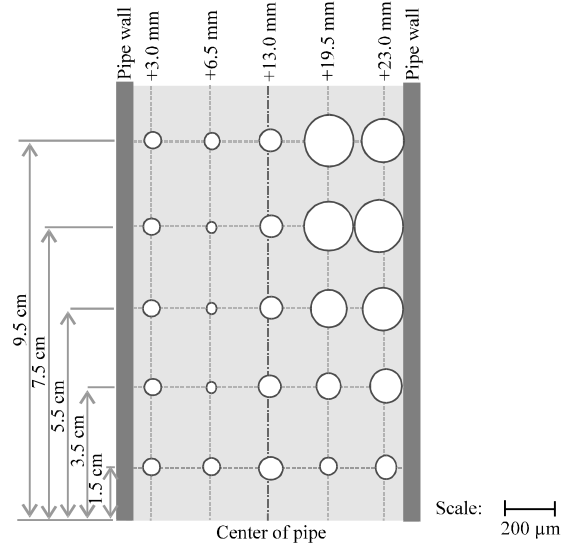 Pipe wall
+3.0 mm
+6.5 mm
+13.0 mm
+19.5 mm
+23.0 mm
Pipe wall
9.5 cm
7.5 cm
5.5 cm
3.5 cm
1.5 cm
Center of pipe
Scale:
200 μm